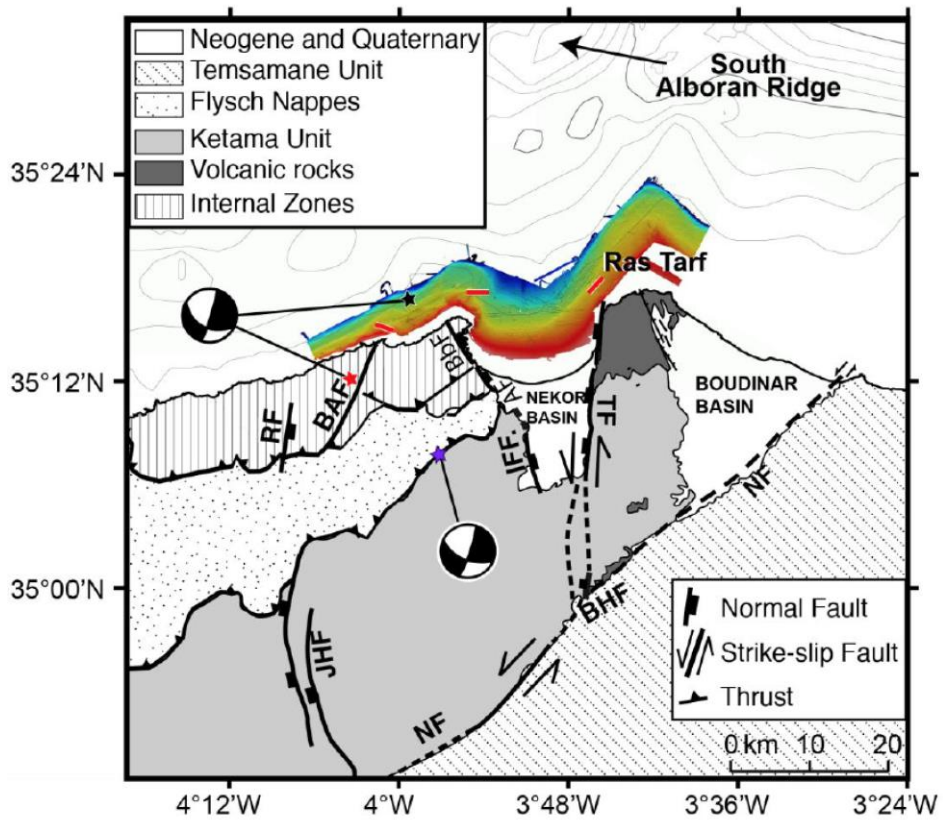 Neogene and Quaternary
Temsamane Unit
Flysch Nappes
Ketama Unit
Volcanic rocks
Internal Zones
South
Alboran Ridge
35°24'N
Ras Tarf
35°12'N
BbF
AF
NEKOR
BASIN
BOUDINAR
BASIN
RF
BAF
TF
IFF
NF
35°00'N
BHF
JHF
NF
Normal Fault
Strike-slip Fault
Thrust
0 km 10 20
4°12'W
4°W
3°48'W
3°36'W
3°24'W